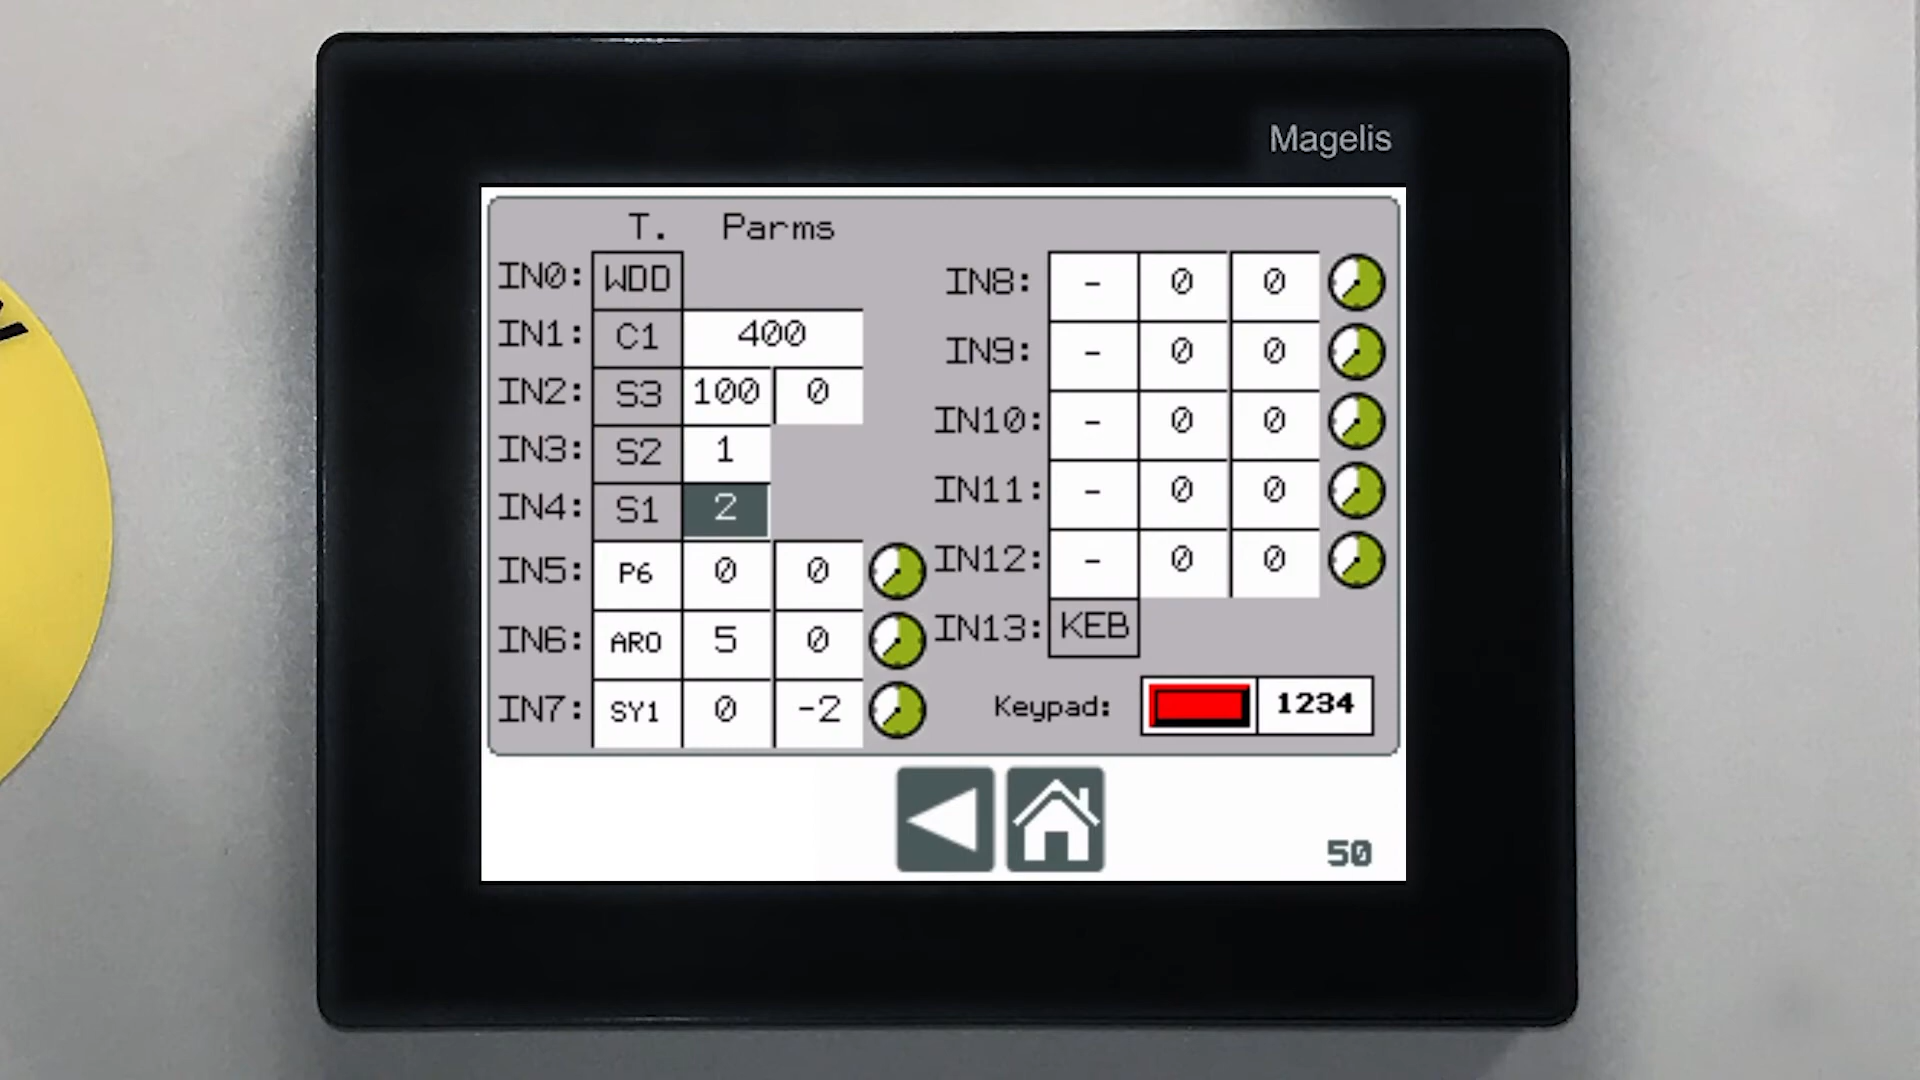 Magelis
T. Parms
IN0: WDD
IN1: C1 400
IN2: S3 100 0
IN3: S2 1
IN4: S1 2
IN5: P6 0 0
IN6: ARO 5 0
IN7: SY1 0 -2
IN8: - 0 0
IN9: - 0 0
IN10: - 0 0
IN11: - 0 0
IN12: - 0 0
IN13: KEB
Keypad: 1234
50